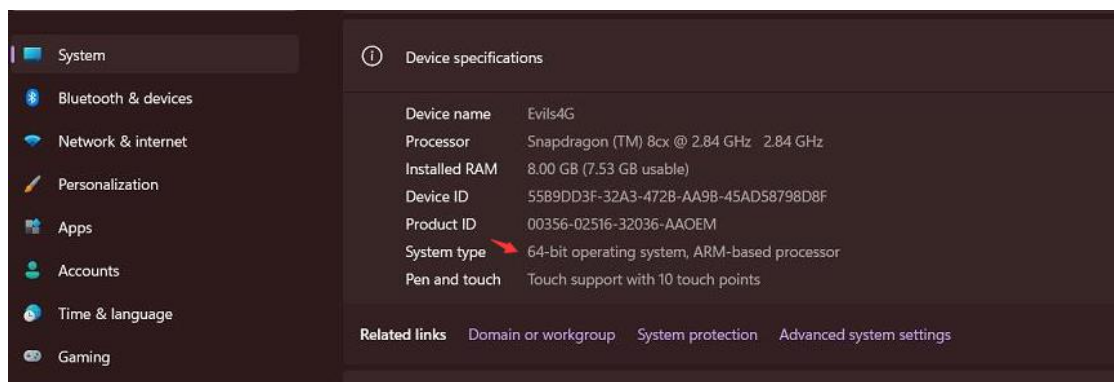 System
Bluetooth & devices
Network & internet
Personalization
Apps
Accounts
Time & language
Gaming
Device specifications
Device name Evils4G
Processor Snapdragon (TM) 8cx @ 2.84 GHz 2.84 GHz
Installed RAM 8.00 GB (7.53 GB usable)
Device ID 55B9DD3F-32A3-472B-AA9B-45AD58798D8F
Product ID 00356-02516-32036-AAOEM
System type 64-bit operating system, ARM-based processor
Pen and touch Touch support with 10 touch points
Related links Domain or workgroup System protection Advanced system settings